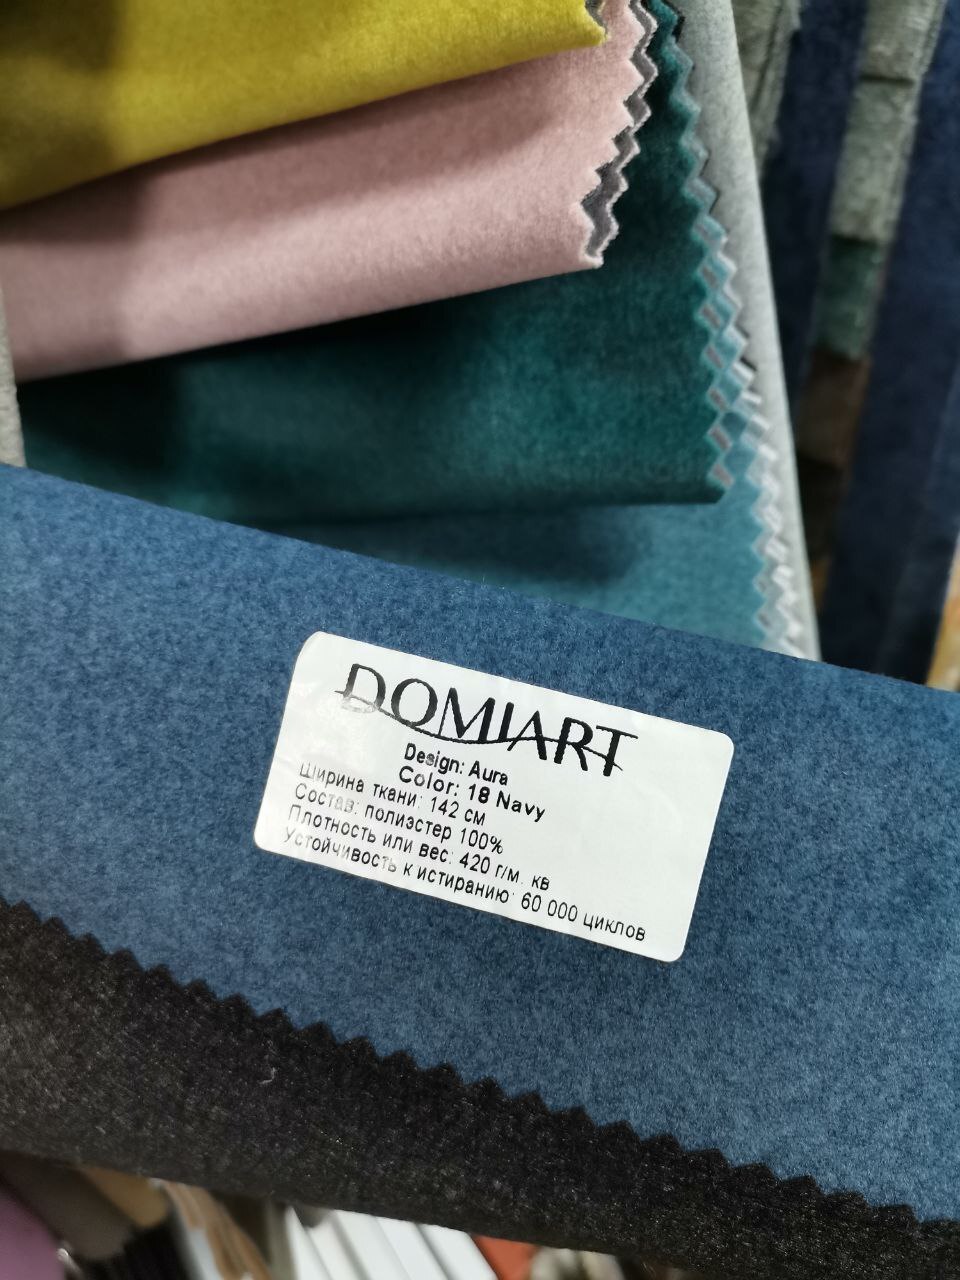 DOMIART
Design: Aura
Color: 18 Navy
Ширина ткани: 142 см
Состав: полиэстер 100%
Плотность или вес: 420 г/м. кв
Устойчивость к истиранию: 60 000 циклов